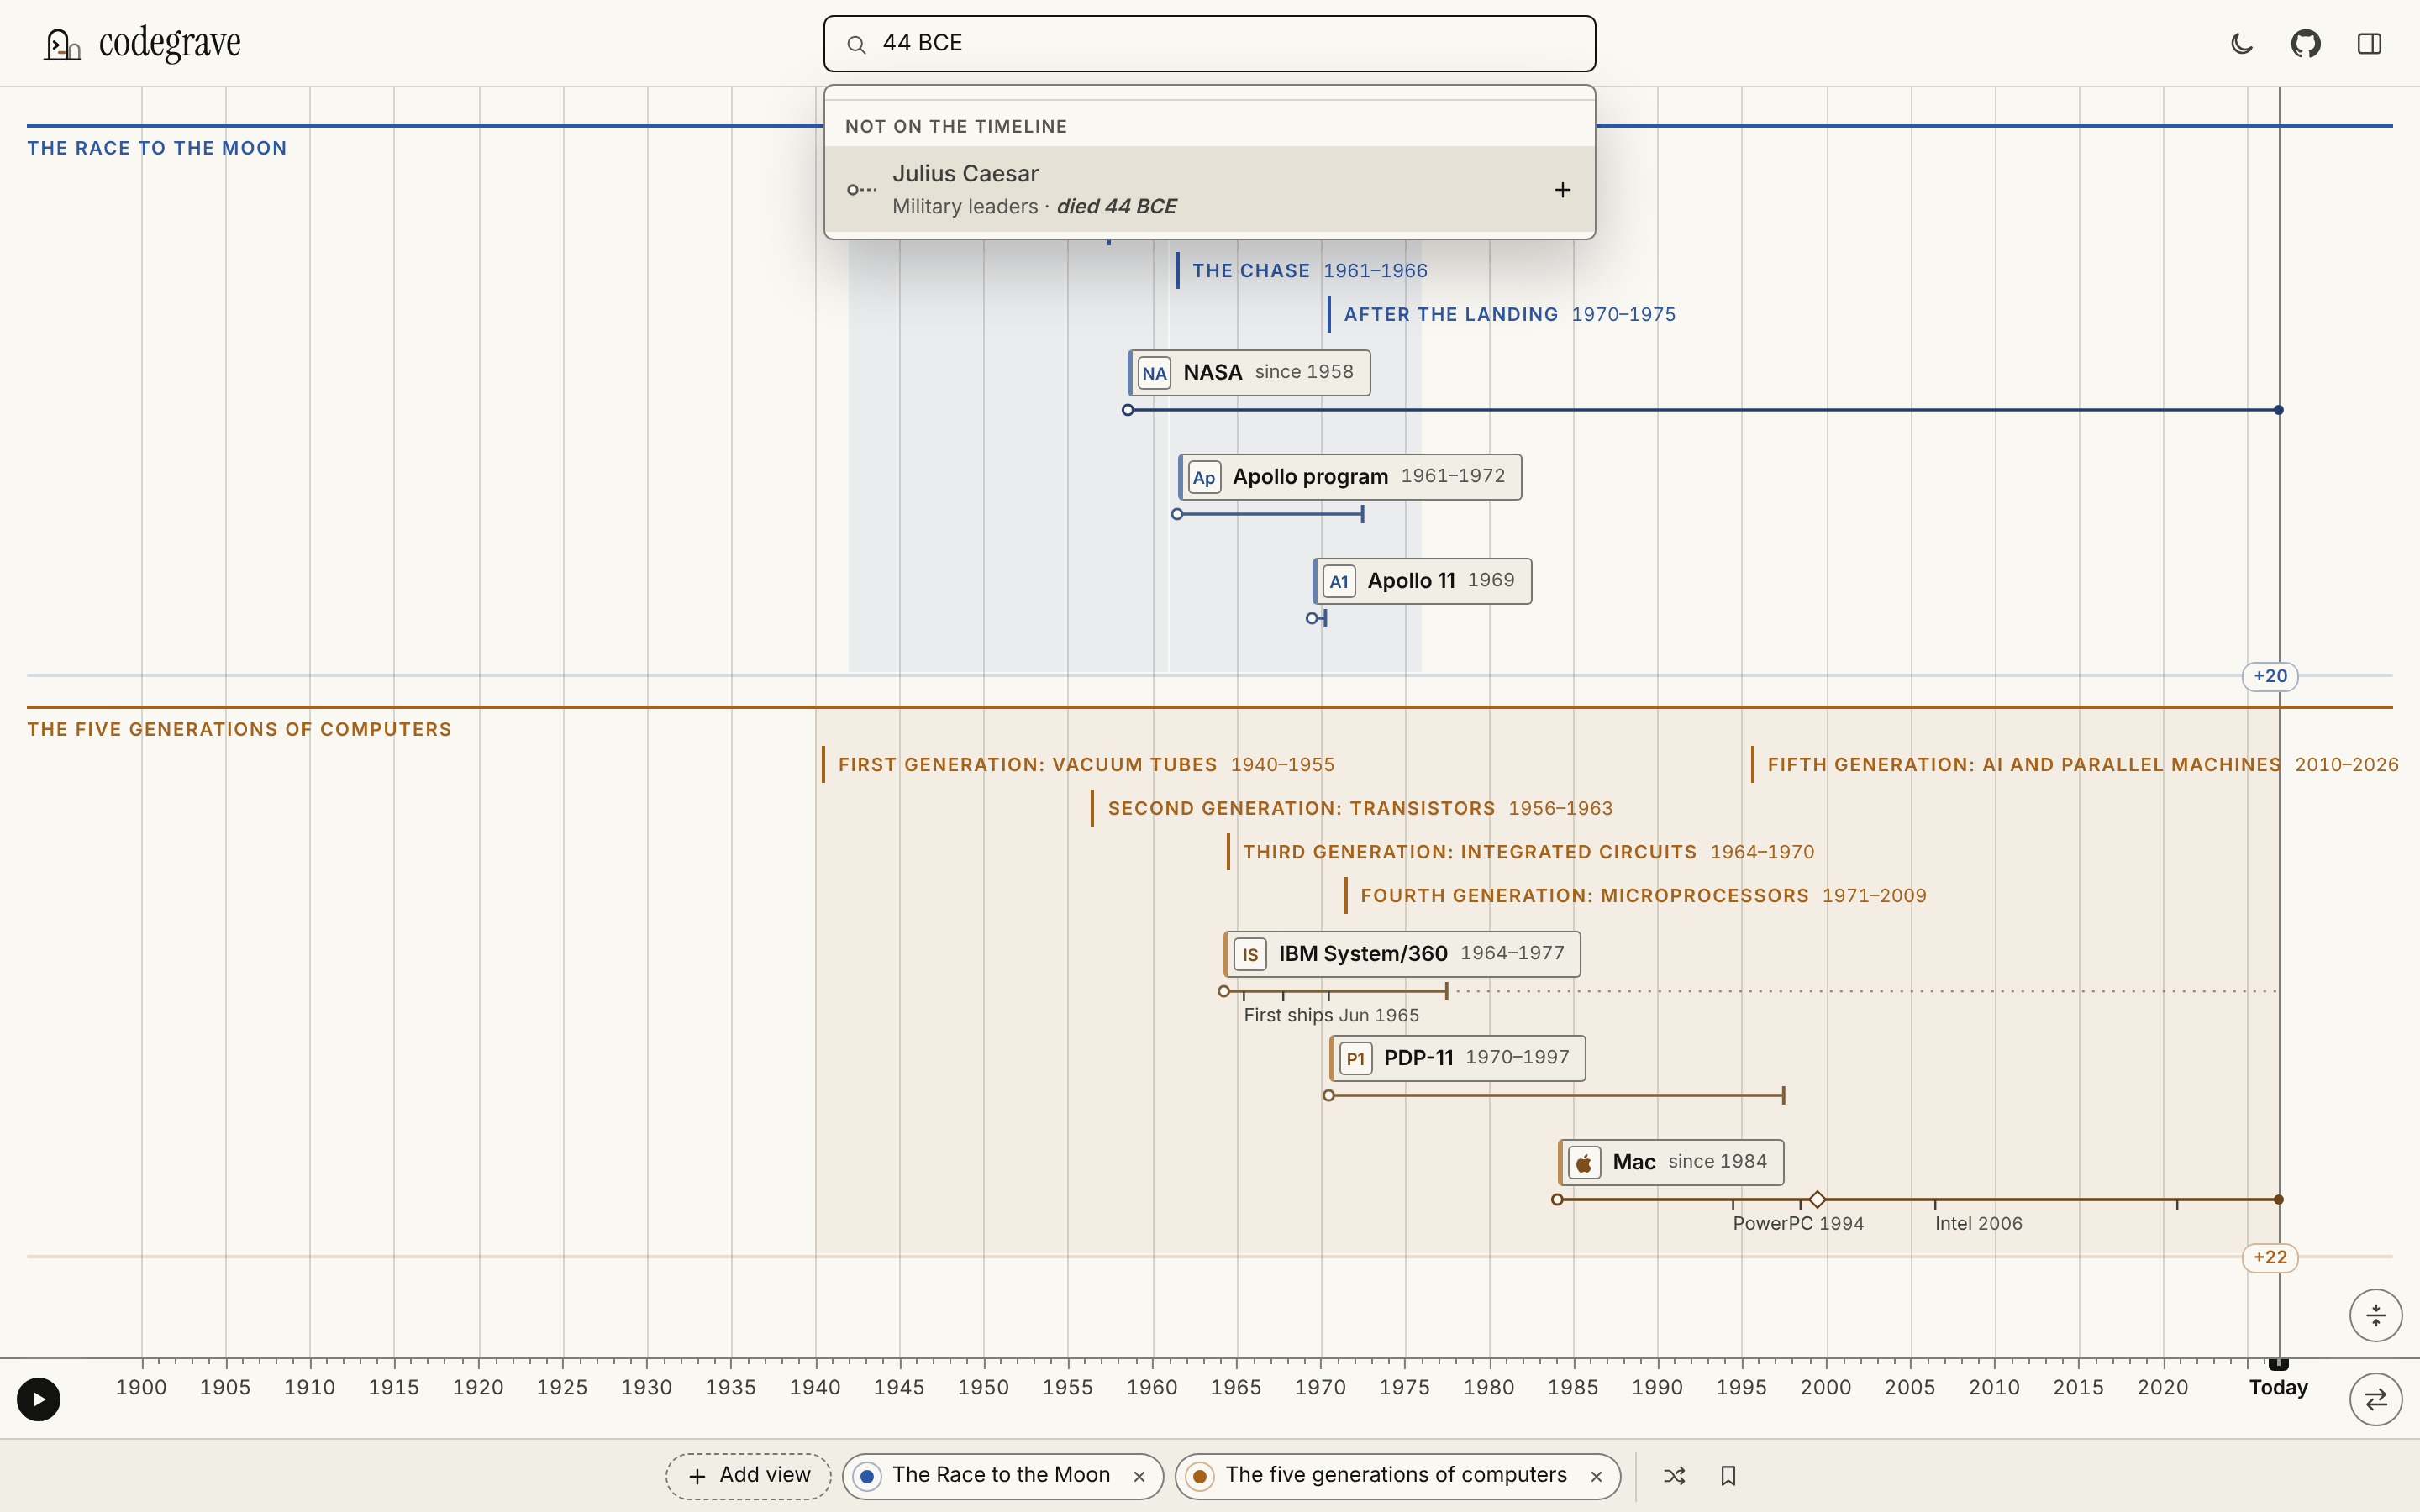 codegrave
44 BCE
NOT ON THE TIMELINE
Julius Caesar
Military leaders · died 44 BCE
THE RACE TO THE MOON
THE CHASE 1961–1966
AFTER THE LANDING 1970–1975
NA NASA since 1958
Ap Apollo program 1961–1972
A1 Apollo 11 1969
+20
THE FIVE GENERATIONS OF COMPUTERS
FIRST GENERATION: VACUUM TUBES 1940–1955
FIFTH GENERATION: AI AND PARALLEL MACHINES 2010–2026
SECOND GENERATION: TRANSISTORS 1956–1963
THIRD GENERATION: INTEGRATED CIRCUITS 1964–1970
FOURTH GENERATION: MICROPROCESSORS 1971–2009
IS IBM System/360 1964–1977
First ships Jun 1965
P1 PDP-11 1970–1997
Mac since 1984
PowerPC 1994
Intel 2006
+22
1900 1905 1910 1915 1920 1925 1930 1935 1940 1945 1950 1955 1960 1965 1970 1975 1980 1985 1990 1995 2000 2005 2010 2015 2020 Today
Add view
The Race to the Moon
The five generations of computers